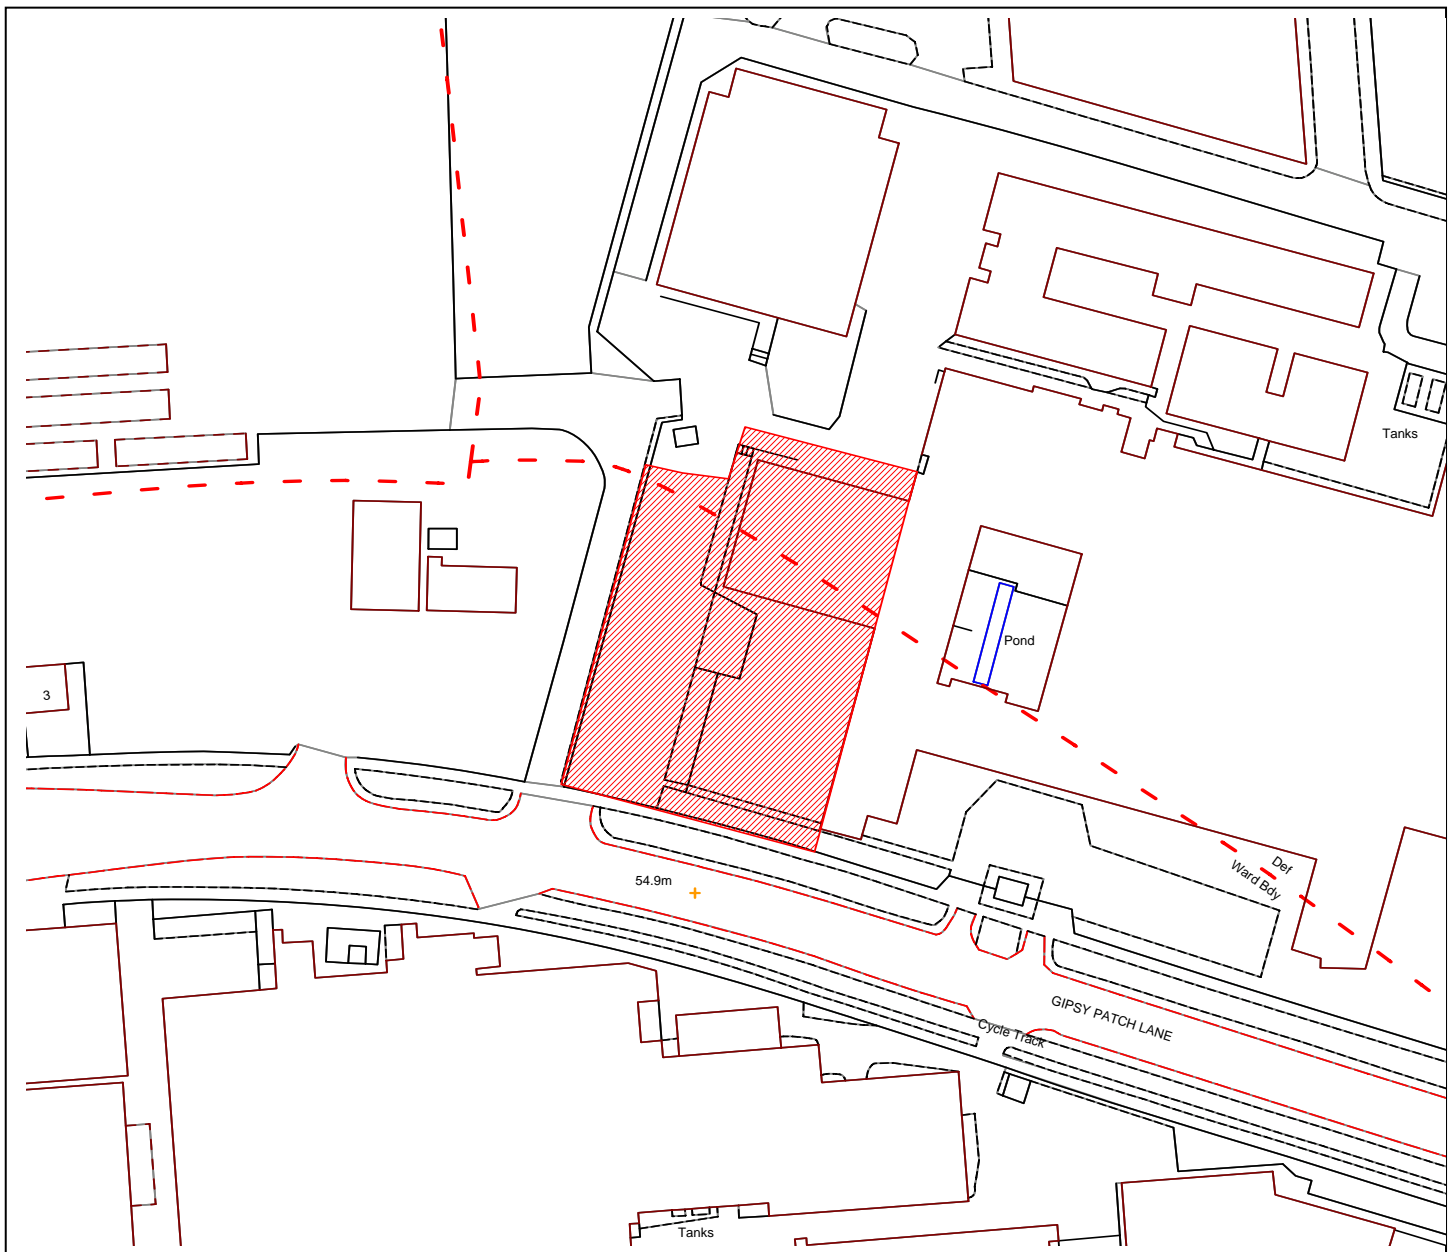 Tanks
Pond
3
Def
Ward Bdy
54.9m
GIPSY PATCH LANE
Cycle Track
Tanks